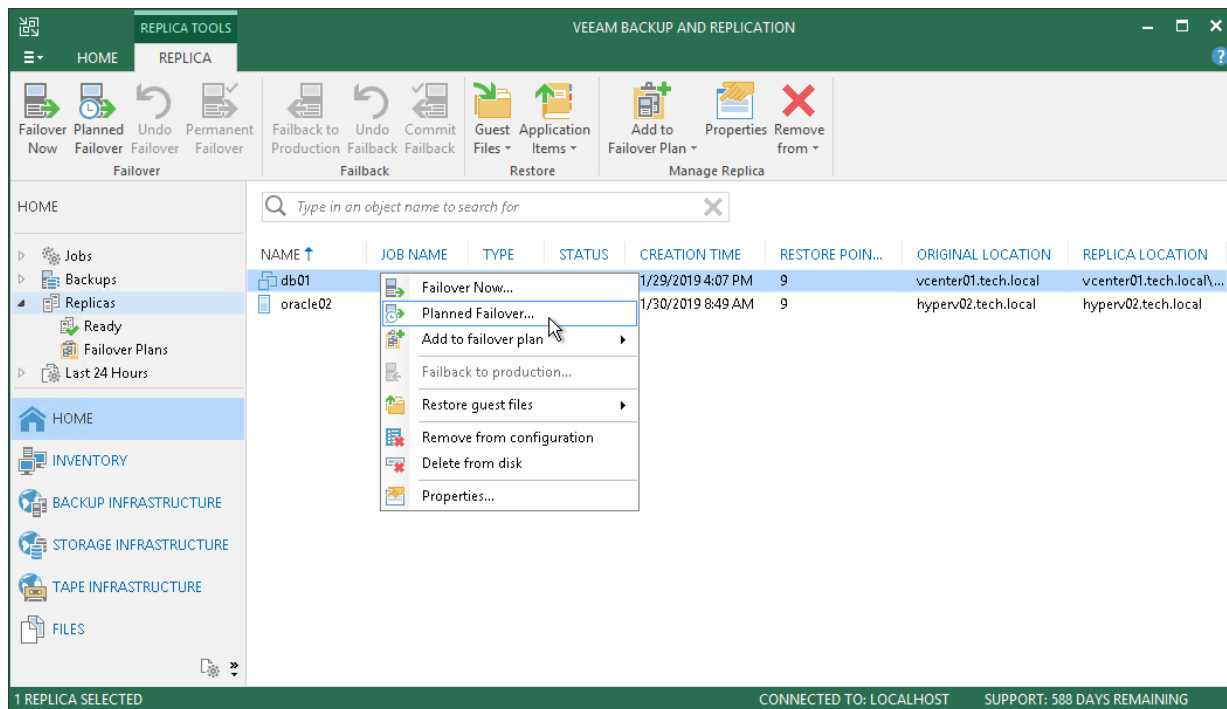 REPLICA TOOLS
VEEAM BACKUP AND REPLICATION
HOME
REPLICA
Failover Now
Planned Failover
Undo Failover
Permanent Failover
Failover
Failback to Production
Undo Failback
Commit Failback
Failback
Guest Files
Application Items
Restore
Add to Failover Plan
Properties
Remove from
Manage Replica
HOME
Type in an object name to search for
Jobs
Backups
Replicas
Ready
Failover Plans
Last 24 Hours
NAME JOB NAME TYPE STATUS CREATION TIME RESTORE POIN... ORIGINAL LOCATION REPLICA LOCATION
db01 1/29/2019 4:07 PM 9 vcenter01.tech.local vcenter01.tech.local\...
oracle02 1/30/2019 8:49 AM 9 hyperv02.tech.local hyperv02.tech.local
Failover Now...
Planned Failover...
Add to failover plan
Failback to production...
Restore guest files
Remove from configuration
Delete from disk
Properties...
HOME
INVENTORY
BACKUP INFRASTRUCTURE
STORAGE INFRASTRUCTURE
TAPE INFRASTRUCTURE
FILES
1 REPLICA SELECTED
CONNECTED TO: LOCALHOST
SUPPORT: 588 DAYS REMAINING